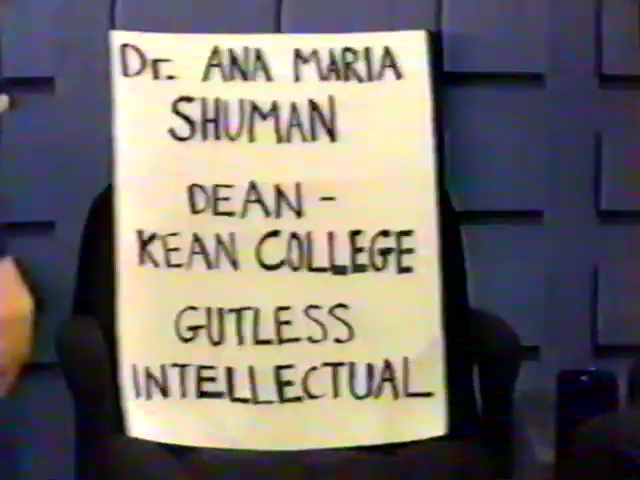 Dr. ANA MARIA
SHUMAN
DEAN -
KEAN COLLEGE
GUTLESS
INTELLECTUAL